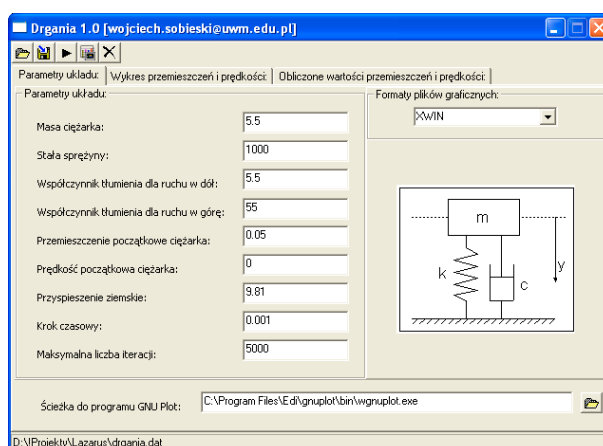 Drgania 1.0 [wojciech.sobieski@uwm.edu.pl]
Parametry układu: Wykres przemieszczeń i prędkości: Obliczone wartości przemieszczeń i prędkości:
Parametry układu:
Formaty plików graficznych:
Masa ciężarka: 5.5
XWIN
Stała sprężyny: 1000
Współczynnik tłumienia dla ruchu w dół: 5.5
Współczynnik tłumienia dla ruchu w górę: 55
Przemieszczenie początkowe ciężarka: 0.05
Prędkość początkowa ciężarka: 0
Przyspieszenie ziemskie: 9.81
Krok czasowy: 0.001
Maksymalna liczba iteracji: 5000
m
k
c
y
Ścieżka do programu GNU Plot: C:\Program Files\Edi\gnuplot\bin\wgnuplot.exe
D:\!Projekty\Lazarus\drgania.dat